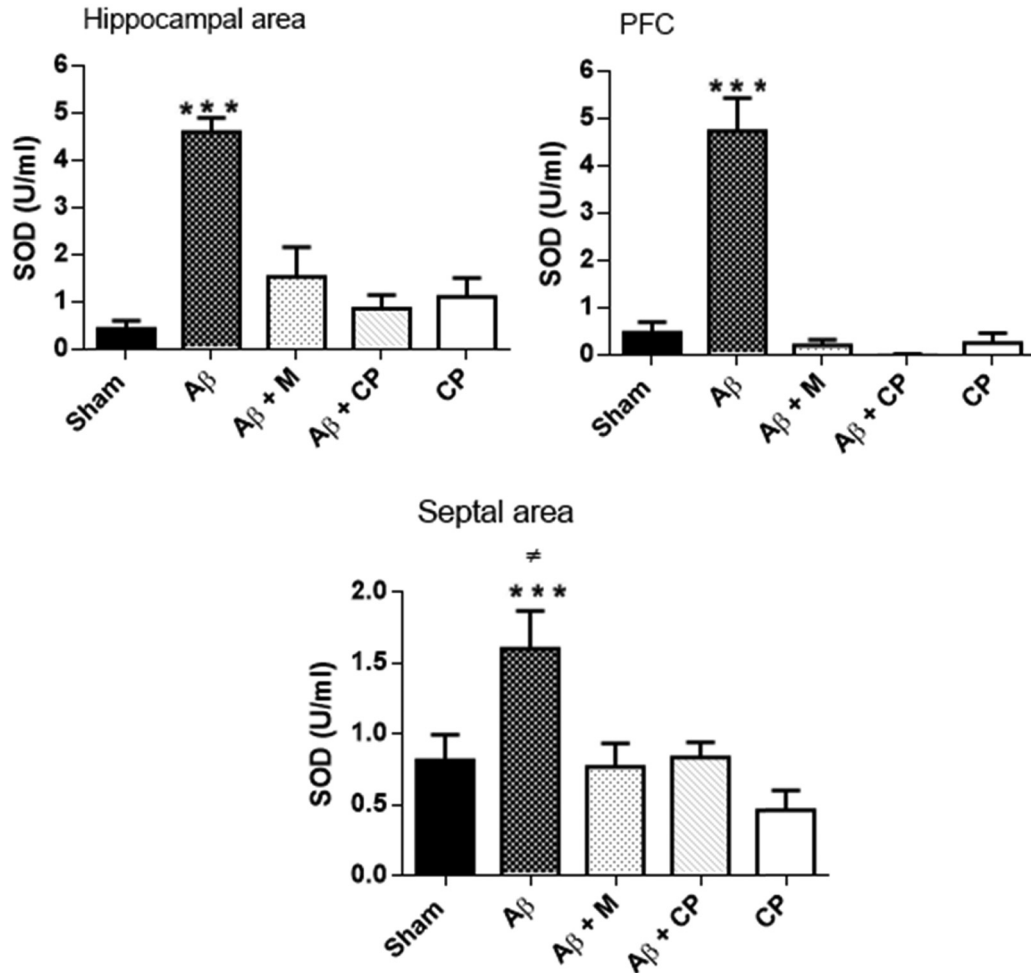 Hippocampal area
SOD (U/ml)
6
5
4
3
2
1
0
***
Sham
Aβ
Aβ + M
Aβ + CP
CP
PFC
SOD (U/ml)
6
5
4
3
2
1
0
***
Sham
Aβ
Aβ + M
Aβ + CP
CP
Septal area
≠
***
SOD (U/ml)
2.0
1.5
1.0
0.5
0.0
Sham
Aβ
Aβ + M
Aβ + CP
CP